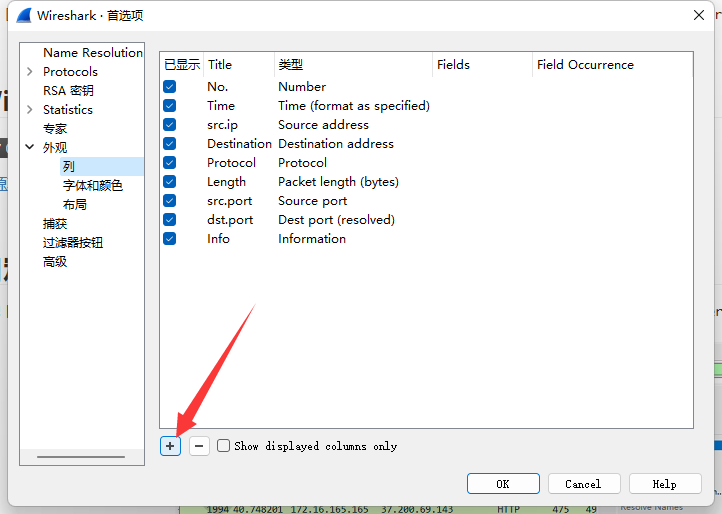 Wireshark · 首选项
Name Resolution
Protocols
RSA 密钥
Statistics
专家
外观
列
字体和颜色
布局
捕获
过滤器按钮
高级
已显示 Title 类型 Fields Field Occurrence
No. Number
Time Time (format as specified)
src.ip Source address
Destination Destination address
Protocol Protocol
Length Packet length (bytes)
src.port Source port
dst.port Dest port (resolved)
Info Information
+ − Show displayed columns only
OK Cancel Help
1994 40.748201 172.16.165.165 37.200.69.143 HTTP 475 49 Resolve Names